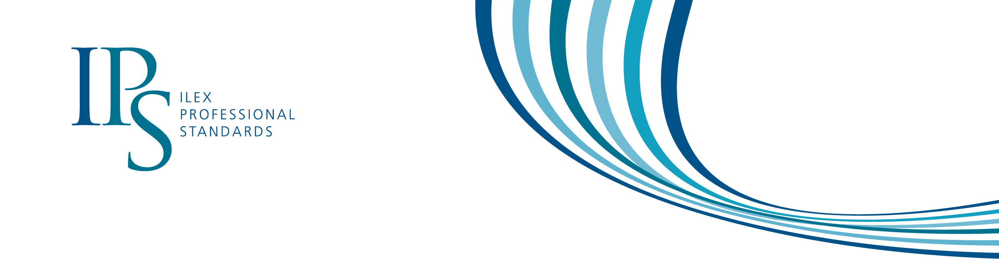 IPS
ILEX
PROFESSIONAL
STANDARDS